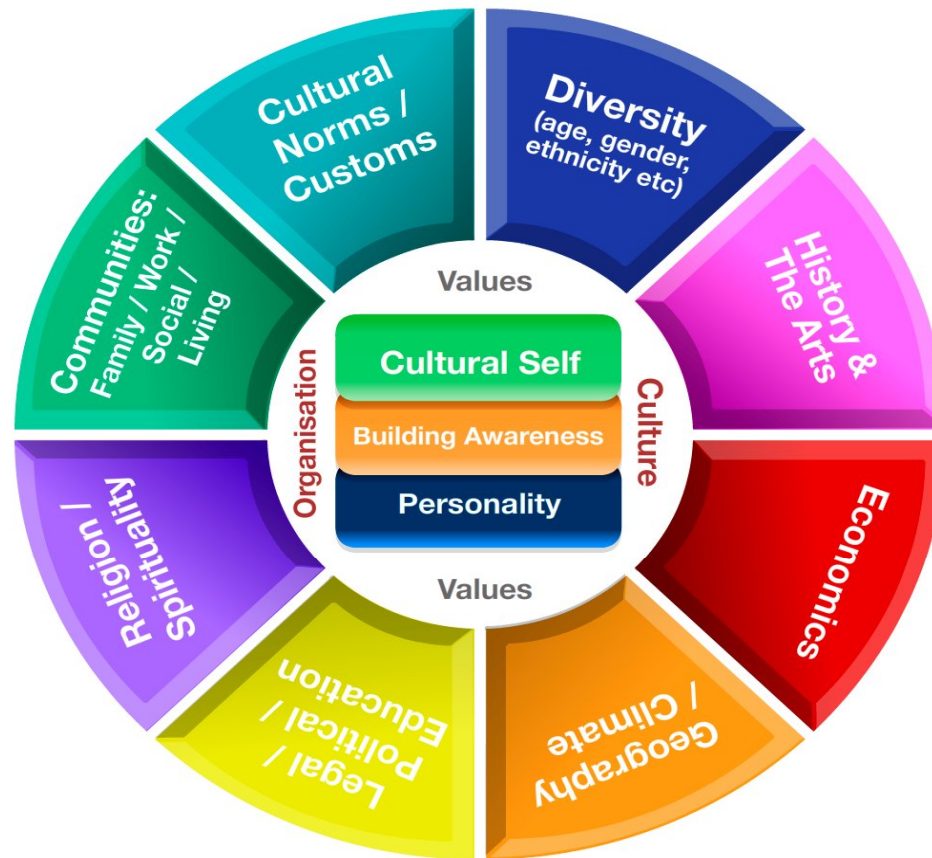 Cultural
Norms /
Customs
Diversity
(age, gender,
ethnicity etc)
History &
The Arts
Economics
Geography
/ Climate
Legal /
Political /
Education
Religion /
Spirituality
Communities:
Family / Work /
Social /
Living
Values
Organisation
Cultural Self
Building Awareness
Personality
Culture
Values